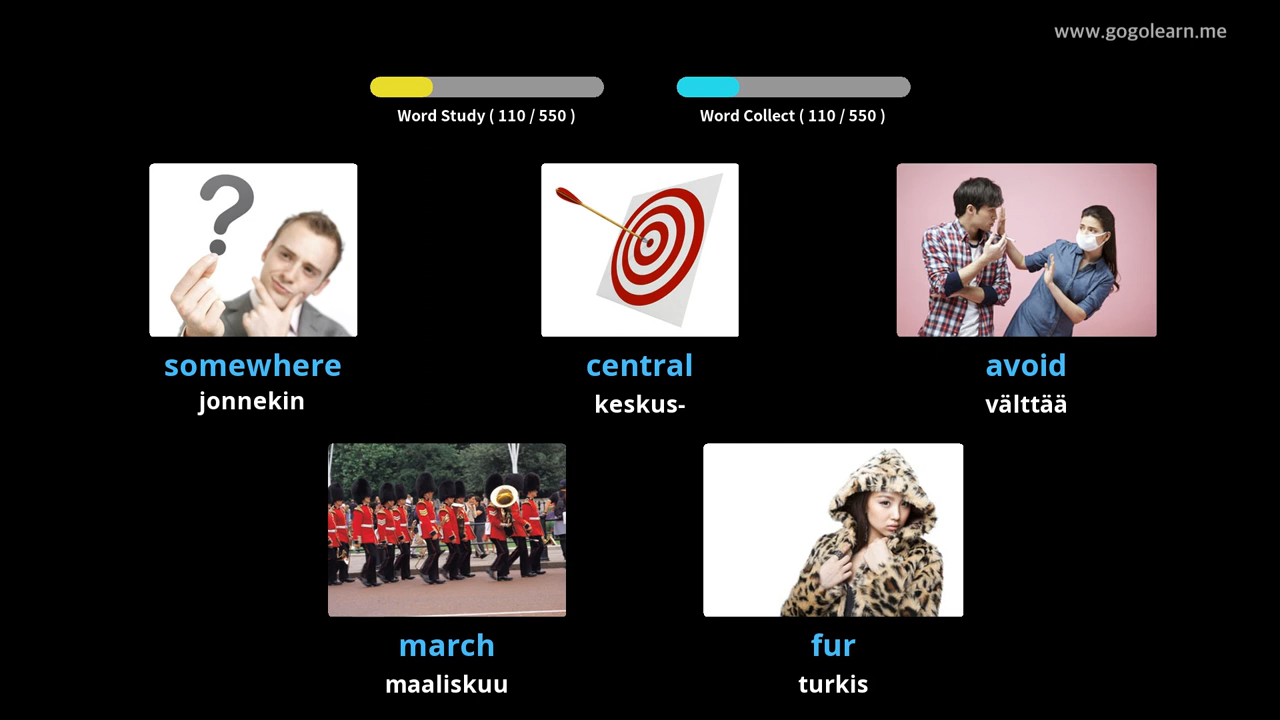 www.gogolearn.me
Word Study ( 110 / 550 )
Word Collect ( 110 / 550 )
somewhere
jonnekin
central
keskus-
avoid
välttää
march
maaliskuu
fur
turkis